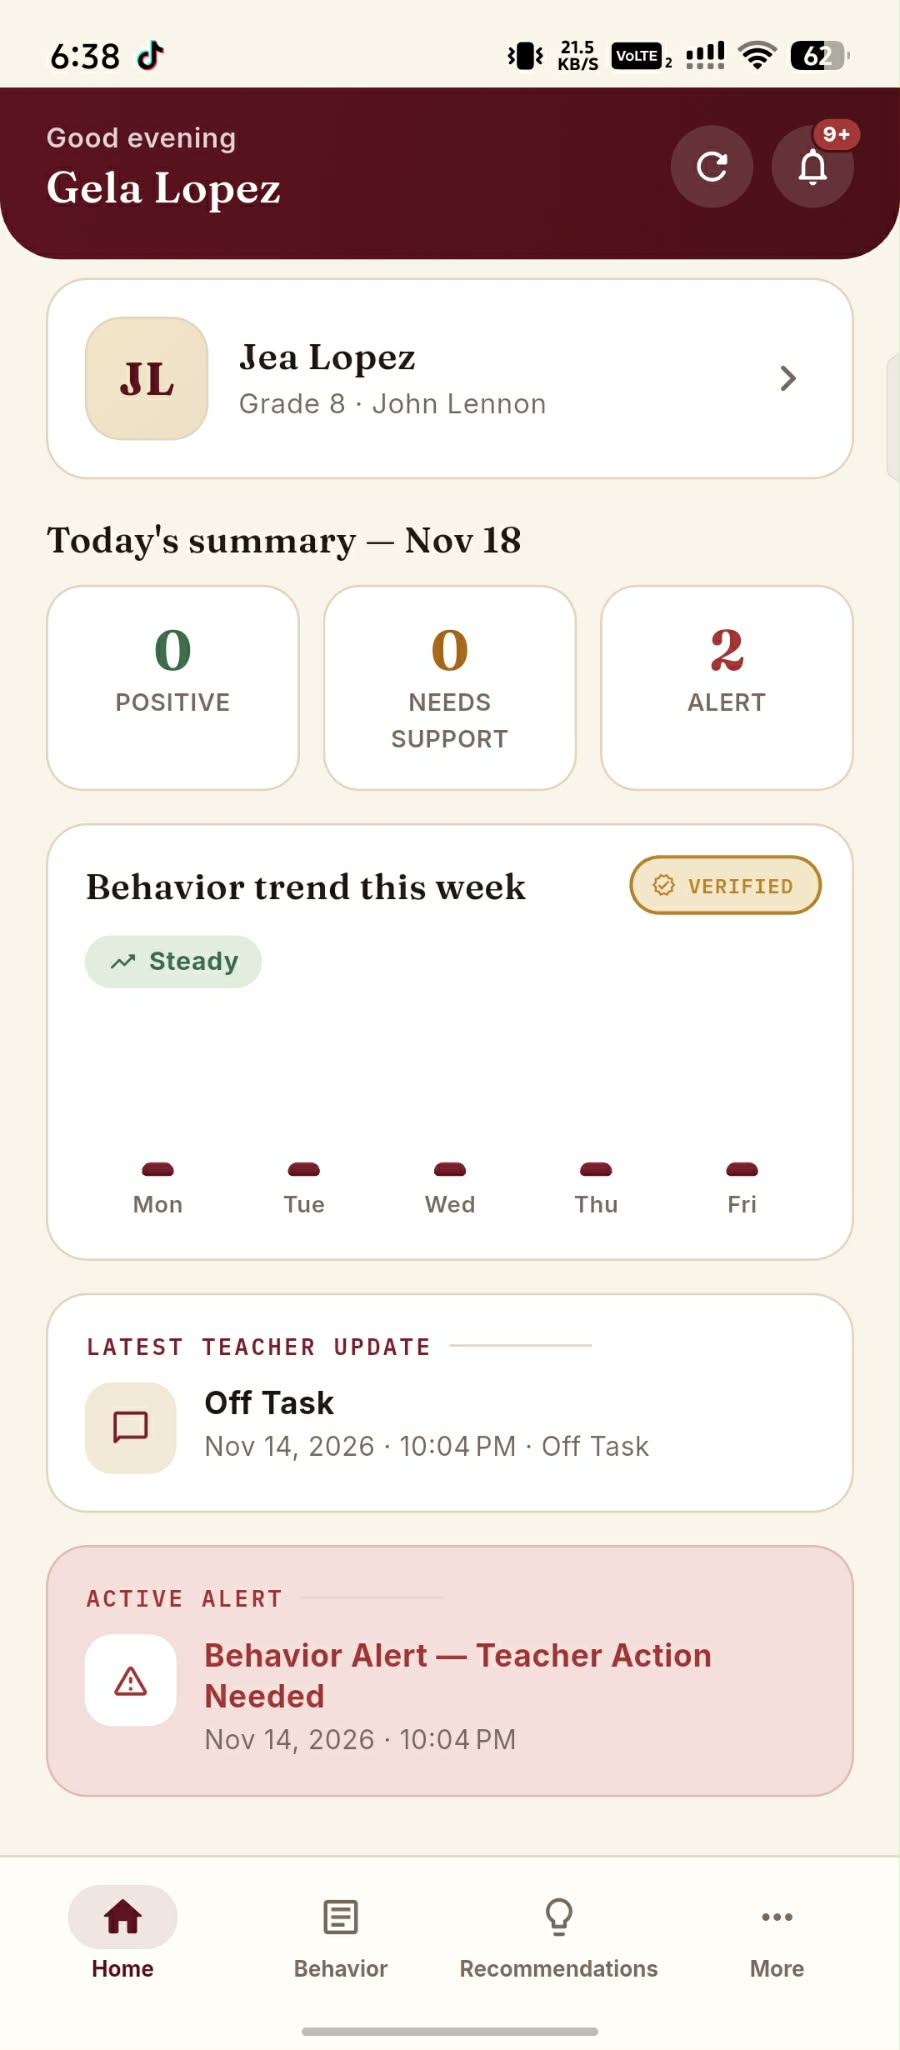 6:38
21.5
KB/S
VoLTE 2
62
Good evening
Gela Lopez
9+
JL
Jea Lopez
Grade 8 · John Lennon
Today's summary — Nov 18
0
POSITIVE
0
NEEDS
SUPPORT
2
ALERT
Behavior trend this week
VERIFIED
Steady
Mon Tue Wed Thu Fri
LATEST TEACHER UPDATE
Off Task
Nov 14, 2026 · 10:04 PM · Off Task
ACTIVE ALERT
Behavior Alert — Teacher Action
Needed
Nov 14, 2026 · 10:04 PM
Home Behavior Recommendations More